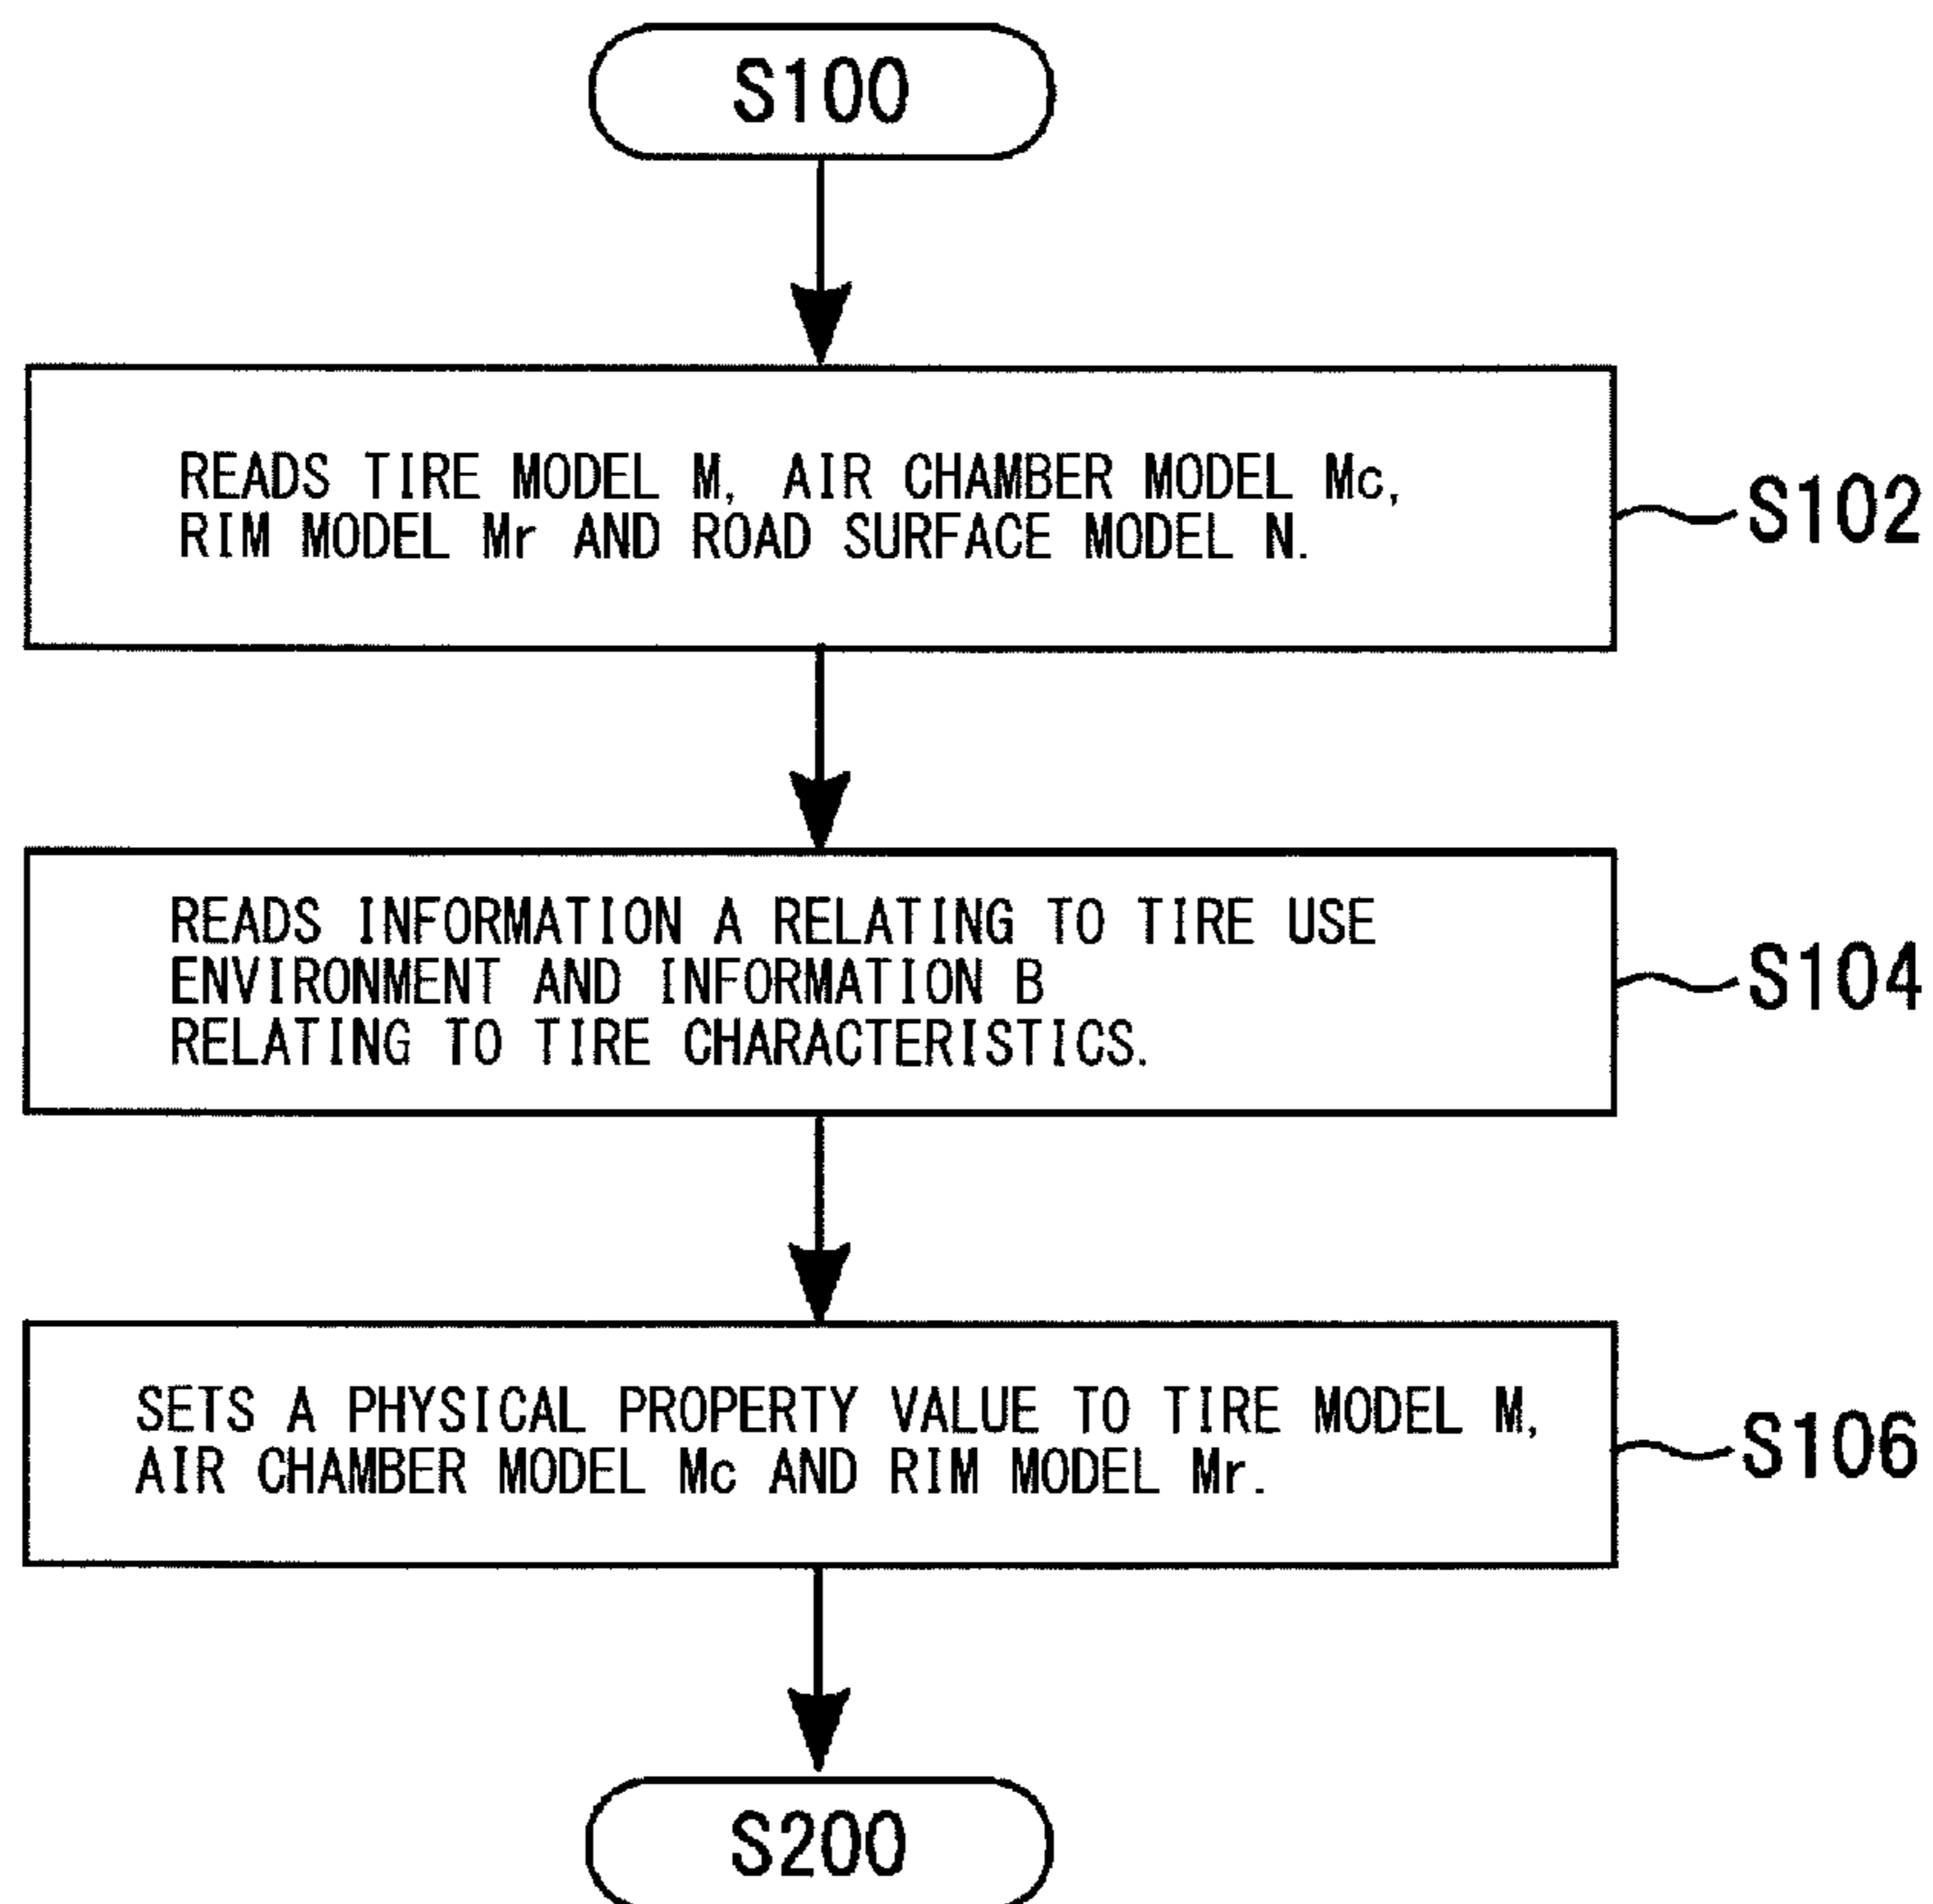 S100
READS TIRE MODEL M, AIR CHAMBER MODEL Mc,
RIM MODEL Mr AND ROAD SURFACE MODEL N.
S102
READS INFORMATION A RELATING TO TIRE USE
ENVIRONMENT AND INFORMATION B
RELATING TO TIRE CHARACTERISTICS.
S104
SETS A PHYSICAL PROPERTY VALUE TO TIRE MODEL M,
AIR CHAMBER MODEL Mc AND RIM MODEL Mr.
S106
S200